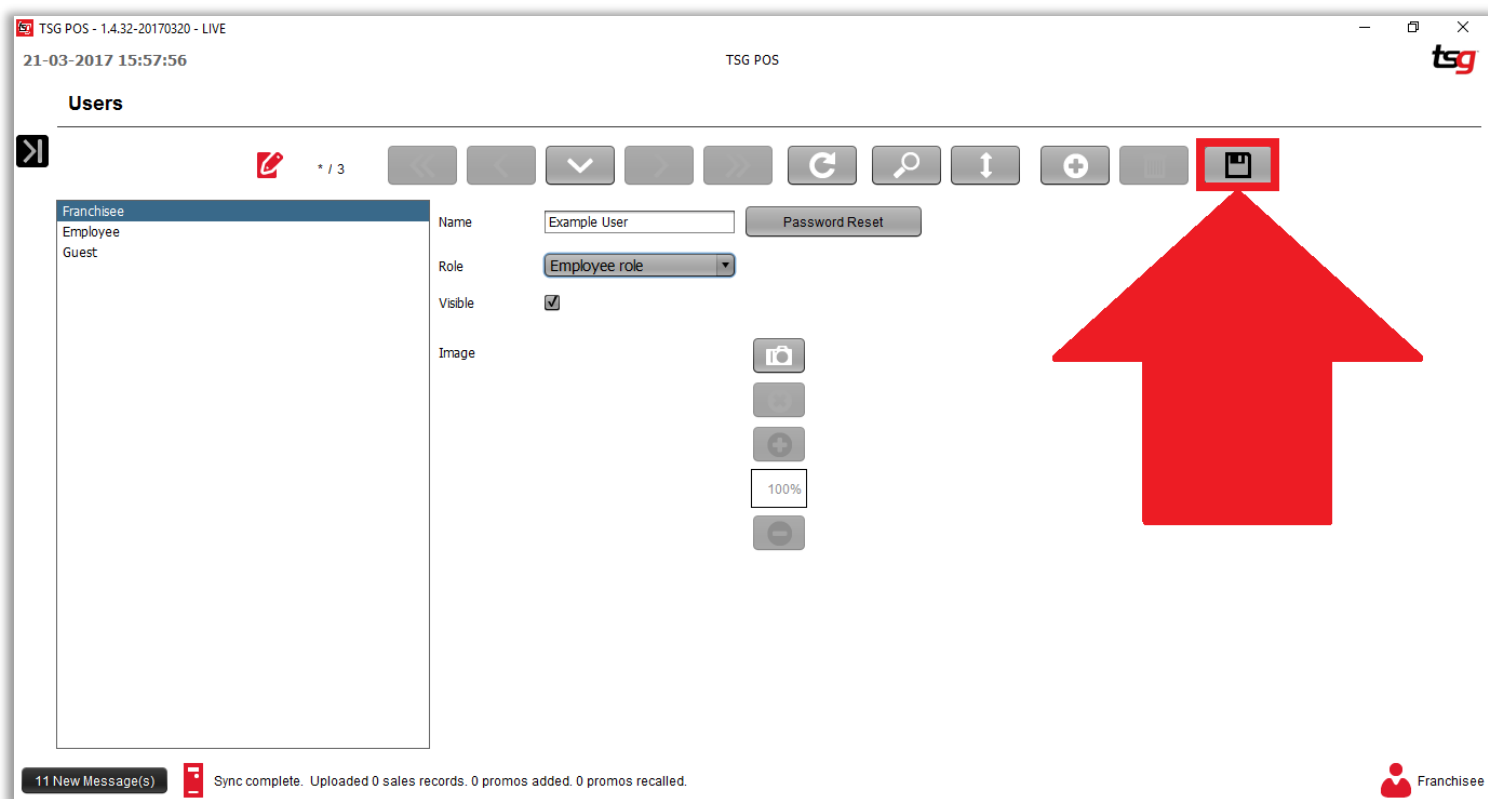 TSG POS - 1.4.32-20170320 - LIVE
21-03-2017 15:57:56
TSG POS
tsg
Users
* / 3
Franchisee
Employee
Guest
Name
Example User
Password Reset
Role
Employee role
Visible
Image
100%
11 New Message(s)
Sync complete. Uploaded 0 sales records. 0 promos added. 0 promos recalled.
Franchisee